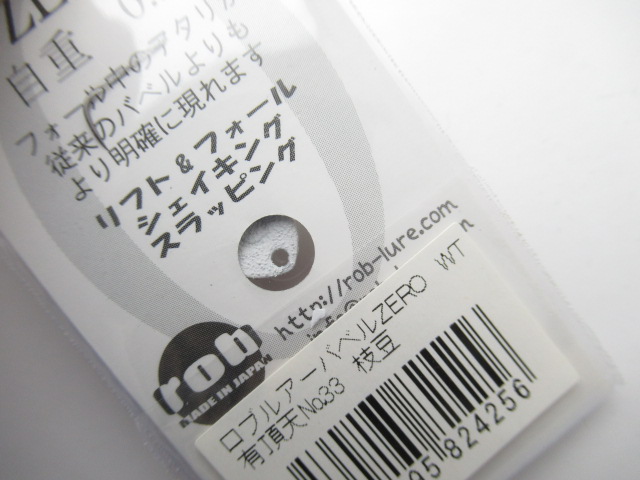 自重 0.
フォール中のアタリが
従来のバベルよりも
より明確に現れます
リフト&フォール
シェイキング
スラッピング
http://rob-lure.com
rob
MADE IN JAPAN
ロブルアーバベルZERO WT
有頂天No.33 枝豆
05 824256